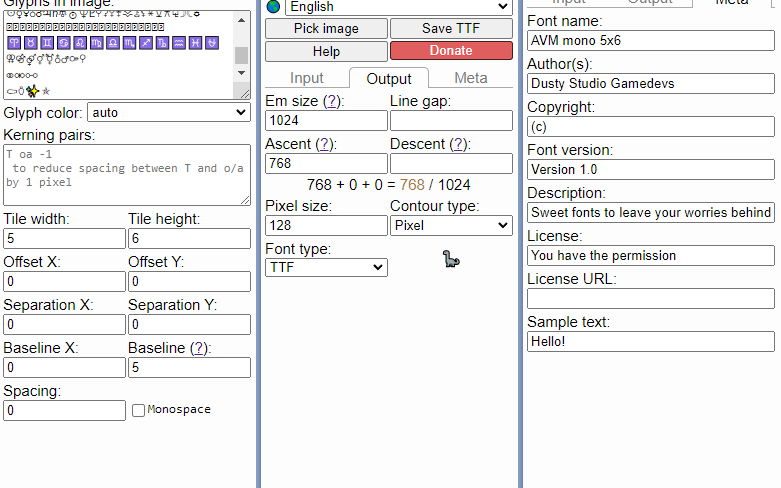 Glyphs in image:
♈♉♊♋♌♍♎♏♐♑♒♓⛎
Glyph color: auto
Kerning pairs:
T oa -1
to reduce spacing between T and o/a
by 1 pixel
Tile width: Tile height:
5 6
Offset X: Offset Y:
0 0
Separation X: Separation Y:
0 0
Baseline X: Baseline (?):
0 5
Spacing:
0 Monospace
English
Pick image Save TTF
Help Donate
Input Output Meta
Em size (?): Line gap:
1024
Ascent (?): Descent (?):
768
768 + 0 + 0 = 768 / 1024
Pixel size: Contour type:
128 Pixel
Font type:
TTF
Input Output Meta
Font name:
AVM mono 5x6
Author(s):
Dusty Studio Gamedevs
Copyright:
(c)
Font version:
Version 1.0
Description:
Sweet fonts to leave your worries behind
License:
You have the permission
License URL:
Sample text:
Hello!